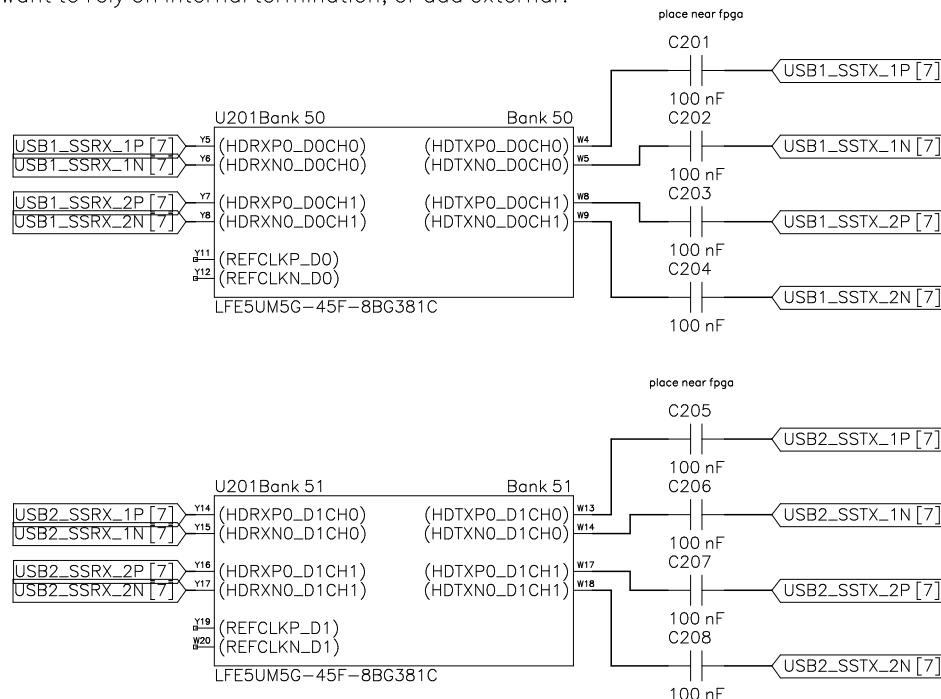 want to rely on internal termination, or add external?
place near fpga
C201
USB1_SSTX_1P [7]
100 nF
U201Bank 50 Bank 50 C202
USB1_SSRX_1P [7] Y5 (HDRXP0_D0CH0) (HDTXP0_D0CH0) W4 USB1_SSTX_1N [7]
USB1_SSRX_1N [7] Y6 (HDRXN0_D0CH0) (HDTXN0_D0CH0) W5
100 nF
C203
USB1_SSRX_2P [7] Y7 (HDRXP0_D0CH1) (HDTXP0_D0CH1) W8
USB1_SSRX_2N [7] Y8 (HDRXN0_D0CH1) (HDTXN0_D0CH1) W9 USB1_SSTX_2P [7]
100 nF
Y11 (REFCLKP_D0) C204
Y12 (REFCLKN_D0)
USB1_SSTX_2N [7]
LFE5UM5G-45F-8BG381C
100 nF
place near fpga
C205
USB2_SSTX_1P [7]
100 nF
U201Bank 51 Bank 51 C206
USB2_SSRX_1P [7] Y14 (HDRXP0_D1CH0) (HDTXP0_D1CH0) W13 USB2_SSTX_1N [7]
USB2_SSRX_1N [7] Y15 (HDRXN0_D1CH0) (HDTXN0_D1CH0) W14
100 nF
C207
USB2_SSRX_2P [7] Y16 (HDRXP0_D1CH1) (HDTXP0_D1CH1) W17
USB2_SSRX_2N [7] Y17 (HDRXN0_D1CH1) (HDTXN0_D1CH1) W18 USB2_SSTX_2P [7]
100 nF
Y19 (REFCLKP_D1) C208
W20 (REFCLKN_D1)
USB2_SSTX_2N [7]
LFE5UM5G-45F-8BG381C
100 nF